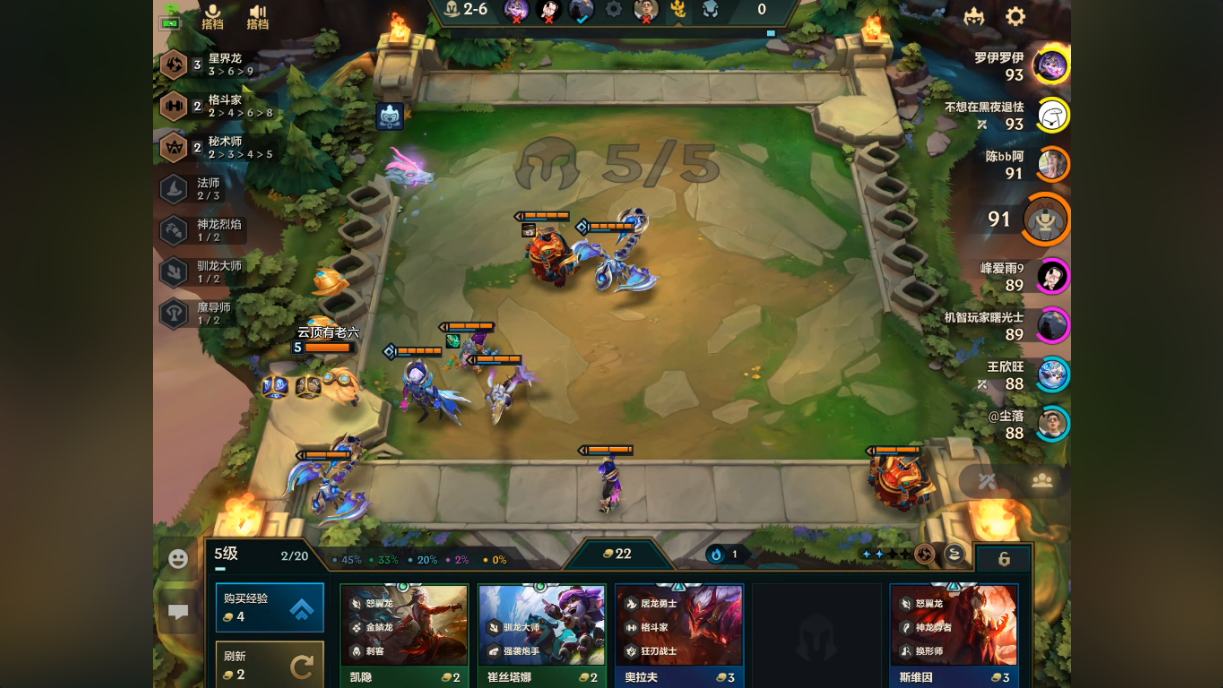 搭档
搭档
2-6
0
3
星界龙
3 > 6 > 9
2
格斗家
2 > 4 > 6 > 8
2
秘术师
2 > 3 > 4 > 5
法师
2 / 3
神龙烈焰
1 / 2
驯龙大师
1 / 2
魔导师
1 / 2
5/5
云顶有老六
5
罗伊罗伊
93
不想在黑夜退怯
93
陈bb阿
91
91
峰爱雨9
89
机智玩家曙光士
89
王欣旺
88
@尘落
88
5级
2/20
45%
33%
20%
2%
0%
22
1
6
购买经验
4
刷新
2
怒翼龙
金鳞龙
刺客
凯隐
2
驯龙大师
强袭炮手
崔丝塔娜
2
屠龙勇士
格斗家
狂刃战士
奥拉夫
3
怒翼龙
神龙尊者
换形师
斯维因
3